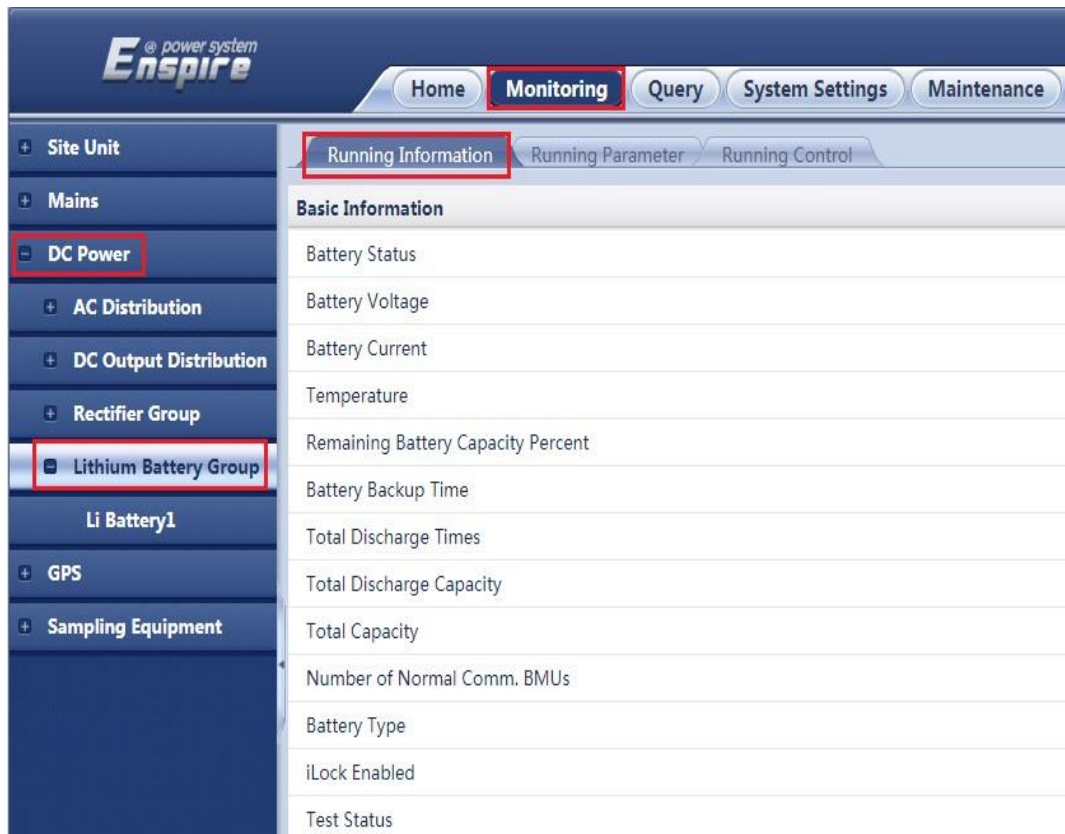 @ power system
Enspire
Home Monitoring Query System Settings Maintenance
Running Information Running Parameter Running Control
Site Unit
Mains
DC Power
AC Distribution
DC Output Distribution
Rectifier Group
Lithium Battery Group
Li Battery1
GPS
Sampling Equipment
Basic Information
Battery Status
Battery Voltage
Battery Current
Temperature
Remaining Battery Capacity Percent
Battery Backup Time
Total Discharge Times
Total Discharge Capacity
Total Capacity
Number of Normal Comm. BMUs
Battery Type
iLock Enabled
Test Status